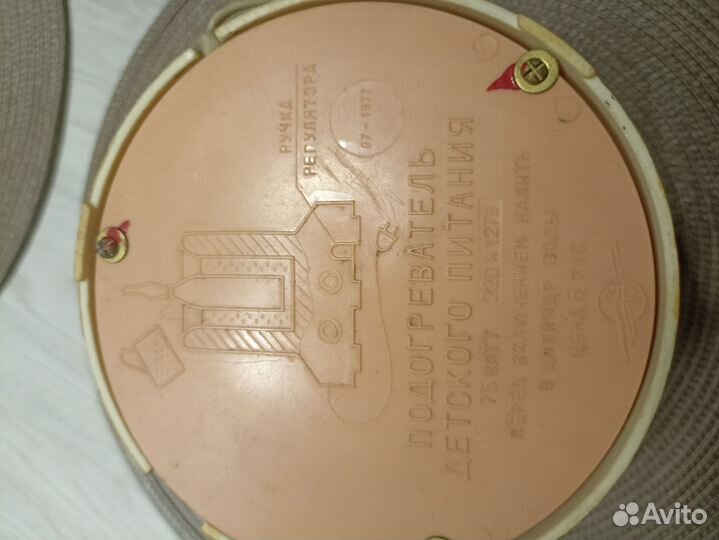 РУЧКА
РЕГУЛЯТОРА
07-1977
ПОДОГРЕВАТЕЛЬ
ДЕТСКОГО ПИТАНИЯ
75 ВАТТ 220 и 127В
ПЕРЕД ВКЛЮЧЕНИЕМ НАЛИТЬ
В ЦИЛИНДР ВОДЫ
ЦЕНА 6 РУБ
Avito